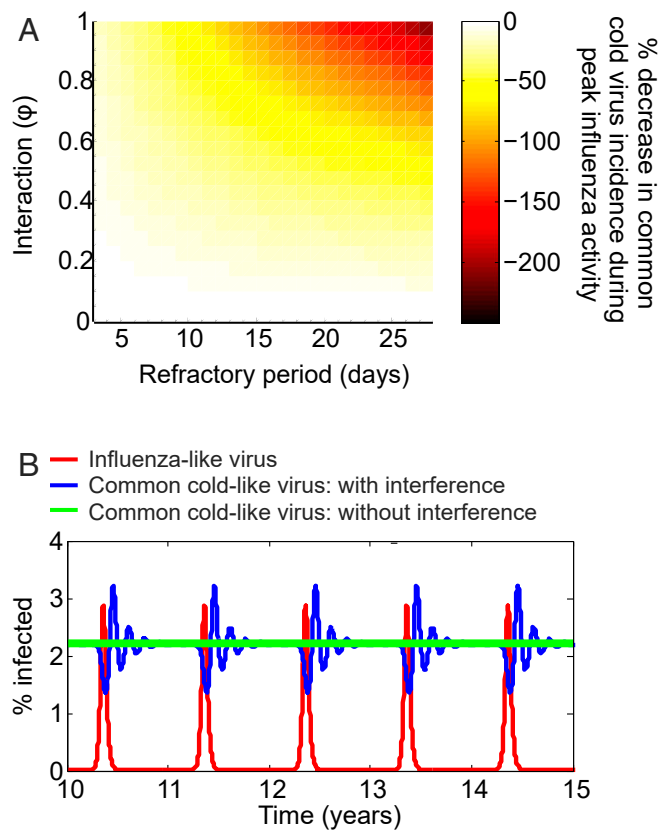 A
Interaction (φ)
1
0.8
0.6
0.4
0.2
0
5 10 15 20 25
Refractory period (days)
0
−50
−100
−150
−200
% decrease in common
cold virus incidence during
peak influenza activity
B
Influenza-like virus
Common cold-like virus: with interference
Common cold-like virus: without interference
% infected
4
3
2
1
0
10 11 12 13 14 15
Time (years)